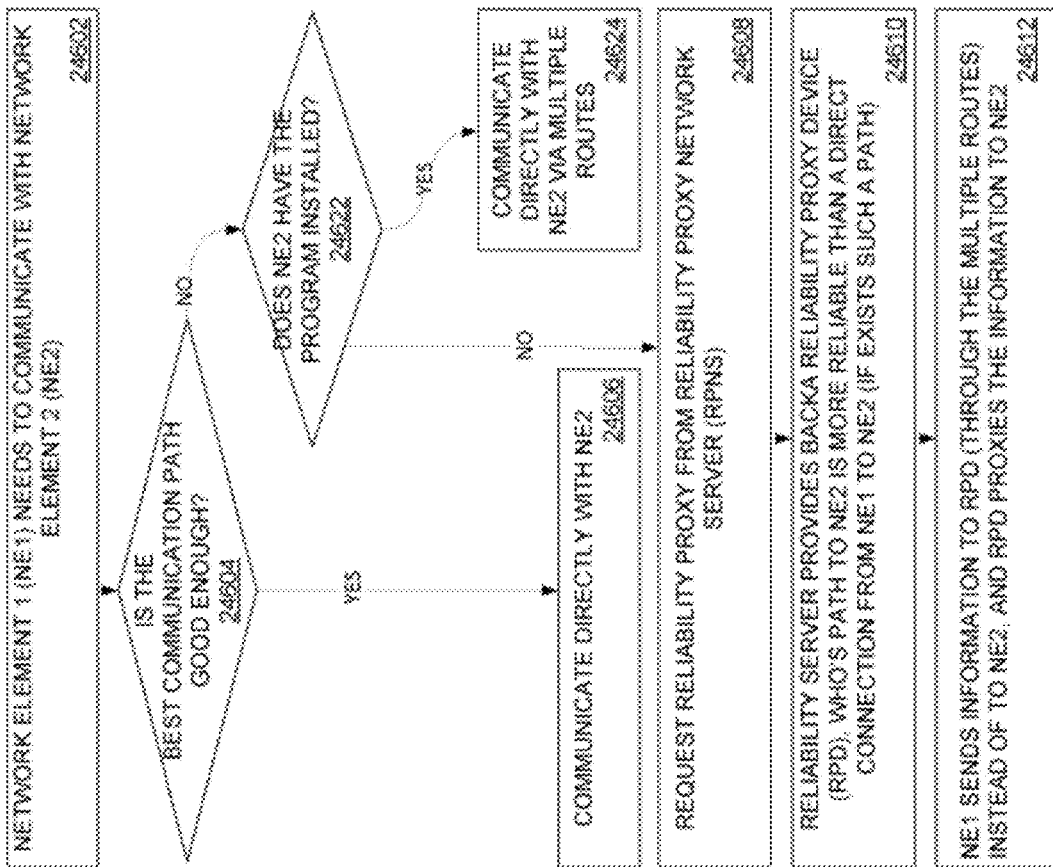 NETWORK ELEMENT 1 (NE1) NEEDS TO COMMUNICATE WITH NETWORK
ELEMENT 2 (NE2)
24602
IS THE
BEST COMMUNICATION PATH
GOOD ENOUGH?
24604
NO
DOES NE2 HAVE THE
PROGRAM INSTALLED?
24622
YES
COMMUNICATE
DIRECTLY WITH
NE2 VIA MULTIPLE
ROUTES
24624
YES
NO
COMMUNICATE DIRECTLY WITH NE2
24606
REQUEST RELIABILITY PROXY FROM RELIABILITY PROXY NETWORK
SERVER (RPNS)
24608
RELIABILITY SERVER PROVIDES BACKA RELIABILITY PROXY DEVICE
(RPD), WHO'S PATH TO NE2 IS MORE RELIABLE THAN A DIRECT
CONNECTION FROM NE1 TO NE2 (IF EXISTS SUCH A PATH)
24610
NE1 SENDS INFORMATION TO RPD (THROUGH THE MULTIPLE ROUTES)
INSTEAD OF TO NE2, AND RPD PROXIES THE INFORMATION TO NE2
24612